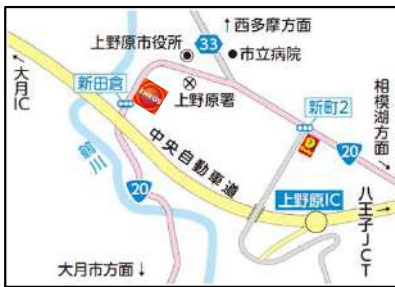 ↑西多摩方面
上野原市役所
33
●市立病院
←大月IC
新田倉
ENEOS
上野原署
新町2
相模湖方面→
鶴川
中央自動車道
20
20
上野原IC
八王子JCT→
大月市方面↓